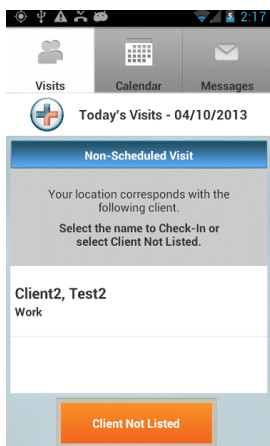 2:17
Visits Calendar Messages
Today's Visits - 04/10/2013
Non-Scheduled Visit
Your location corresponds with the
following client.
Select the name to Check-In or
select Client Not Listed.
Client2, Test2
Work
Client Not Listed